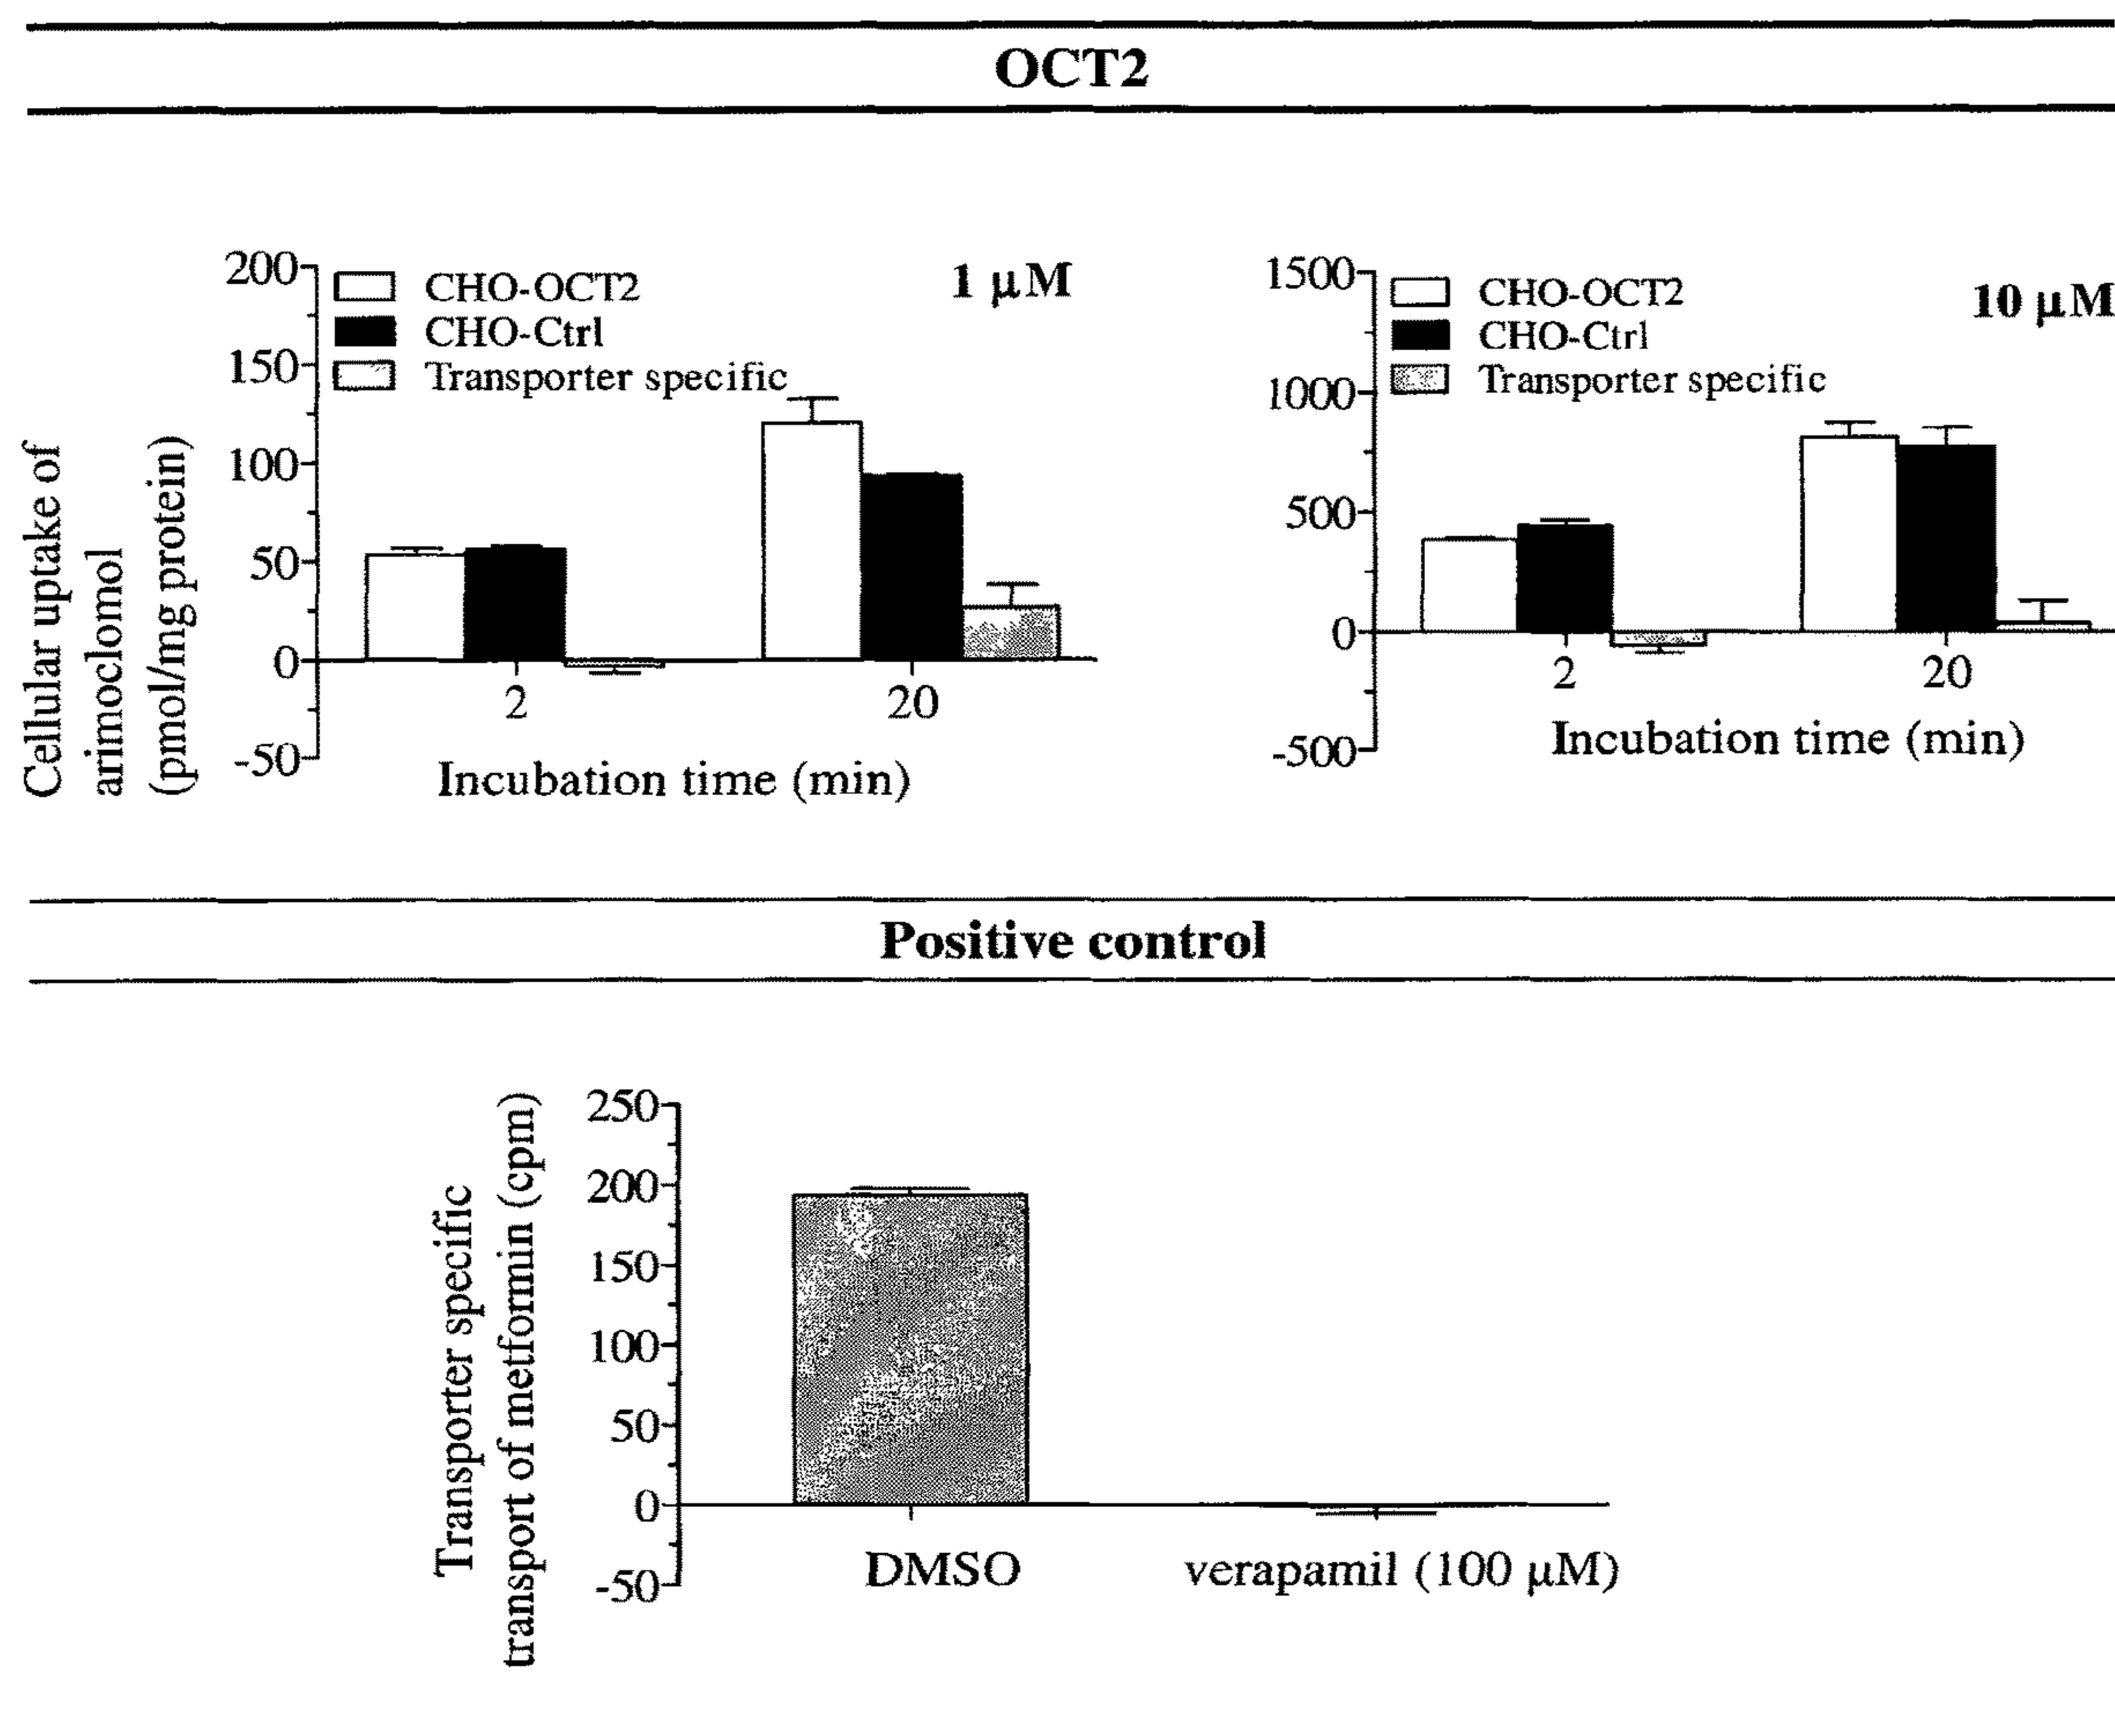 OCT2
200
150
100
50
0
-50
CHO-OCT2
CHO-Ctrl
Transporter specific
1 μM
2
20
Incubation time (min)
Cellular uptake of
arimoclomol
(pmol/mg protein)
1500
1000
500
0
-500
CHO-OCT2
CHO-Ctrl
Transporter specific
10 μM
2
20
Incubation time (min)
Positive control
250
200
150
100
50
0
-50
Transporter specific
transport of metformin (cpm)
DMSO
verapamil (100 μM)